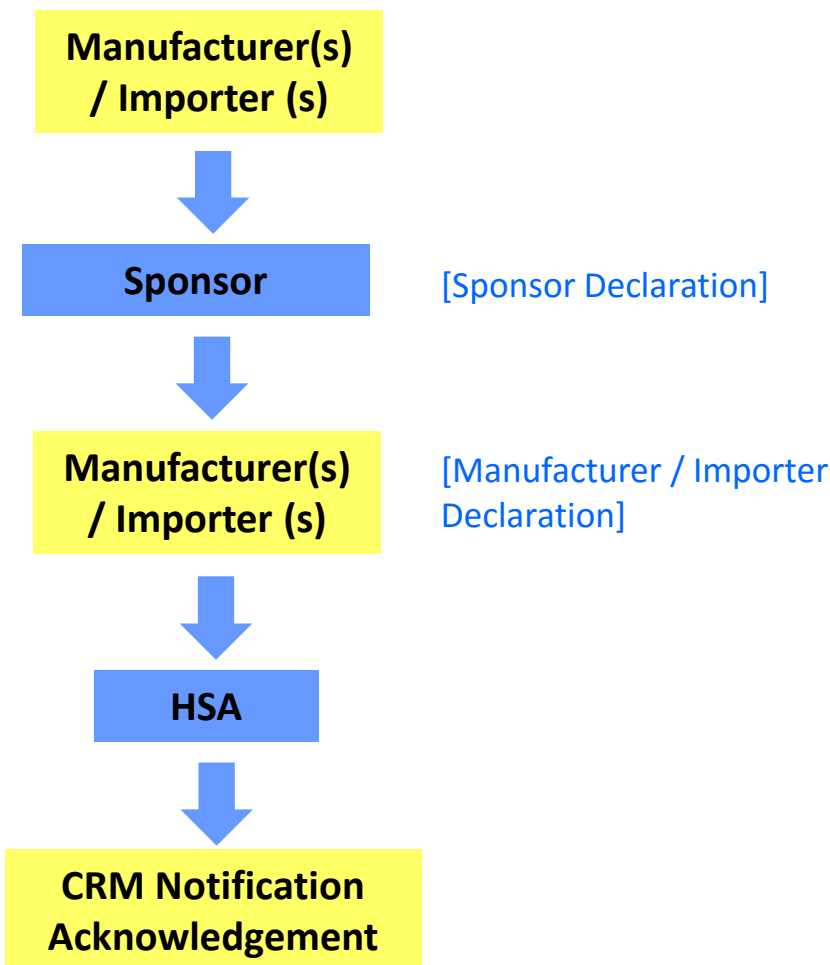 Manufacturer(s)
/ Importer (s)
Sponsor
[Sponsor Declaration]
Manufacturer(s)
/ Importer (s)
[Manufacturer / Importer
Declaration]
HSA
CRM Notification
Acknowledgement